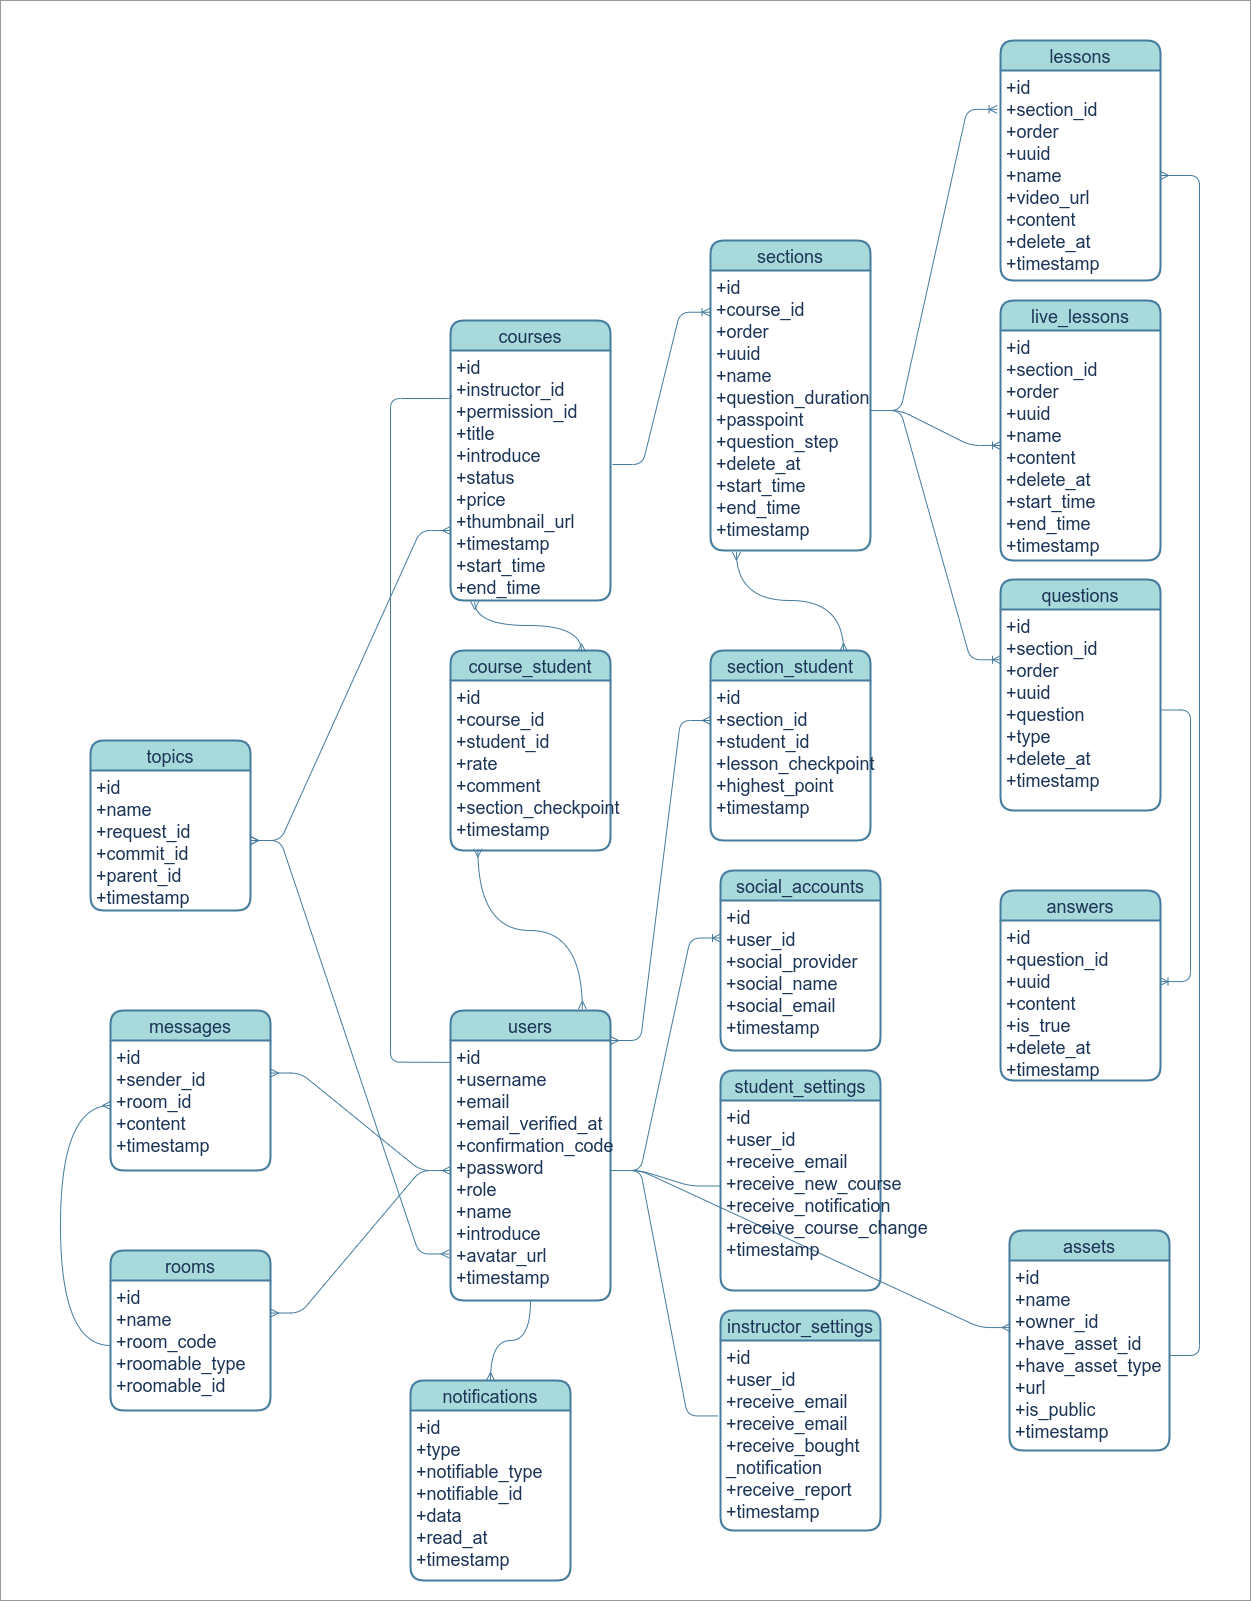 lessons
+id
+section_id
+order
+uuid
+name
+video_url
+content
+delete_at
+timestamp
sections
+id
+course_id
+order
+uuid
+name
+question_duration
+passpoint
+question_step
+delete_at
+start_time
+end_time
+timestamp
live_lessons
+id
+section_id
+order
+uuid
+name
+content
+delete_at
+start_time
+end_time
+timestamp
courses
+id
+instructor_id
+permission_id
+title
+introduce
+status
+price
+thumbnail_url
+timestamp
+start_time
+end_time
questions
+id
+section_id
+order
+uuid
+question
+type
+delete_at
+timestamp
course_student
+id
+course_id
+student_id
+rate
+comment
+section_checkpoint
+timestamp
section_student
+id
+section_id
+student_id
+lesson_checkpoint
+highest_point
+timestamp
topics
+id
+name
+request_id
+commit_id
+parent_id
+timestamp
social_accounts
+id
+user_id
+social_provider
+social_name
+social_email
+timestamp
answers
+id
+question_id
+uuid
+content
+is_true
+delete_at
+timestamp
messages
+id
+sender_id
+room_id
+content
+timestamp
users
+id
+username
+email
+email_verified_at
+confirmation_code
+password
+role
+name
+introduce
+avatar_url
+timestamp
student_settings
+id
+user_id
+receive_email
+receive_new_course
+receive_notification
+receive_course_change
+timestamp
rooms
+id
+name
+room_code
+roomable_type
+roomable_id
assets
+id
+name
+owner_id
+have_asset_id
+have_asset_type
+url
+is_public
+timestamp
instructor_settings
+id
+user_id
+receive_email
+receive_email
+receive_bought
_notification
+receive_report
+timestamp
notifications
+id
+type
+notifiable_type
+notifiable_id
+data
+read_at
+timestamp